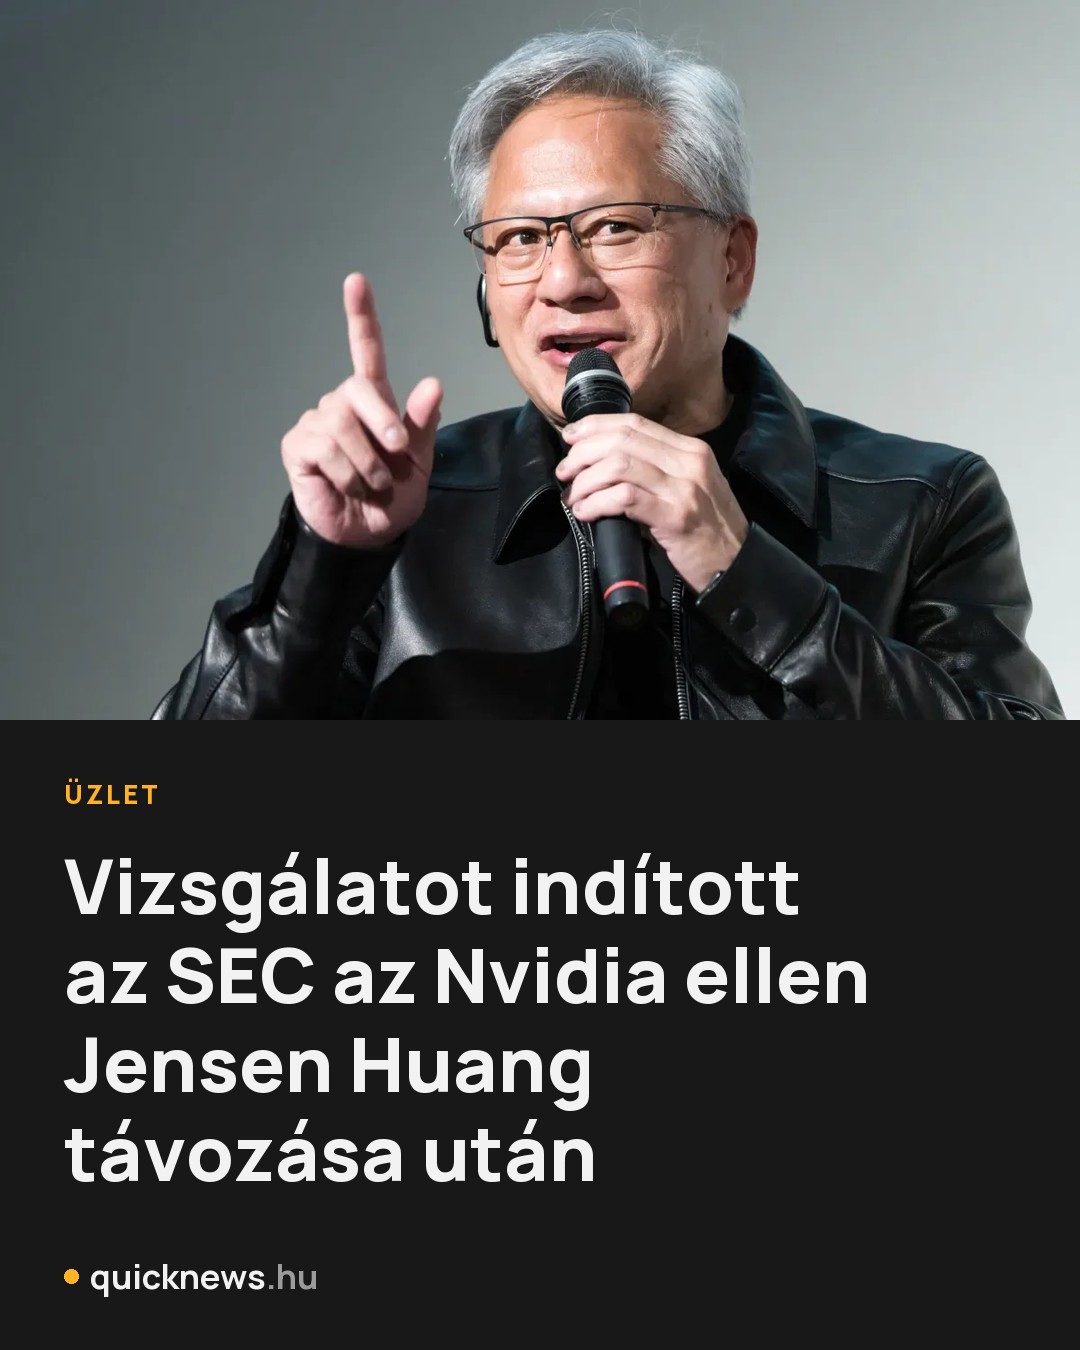 ÜZLET
Vizsgálatot indított
az SEC az Nvidia ellen
Jensen Huang
távozása után
quicknews.hu